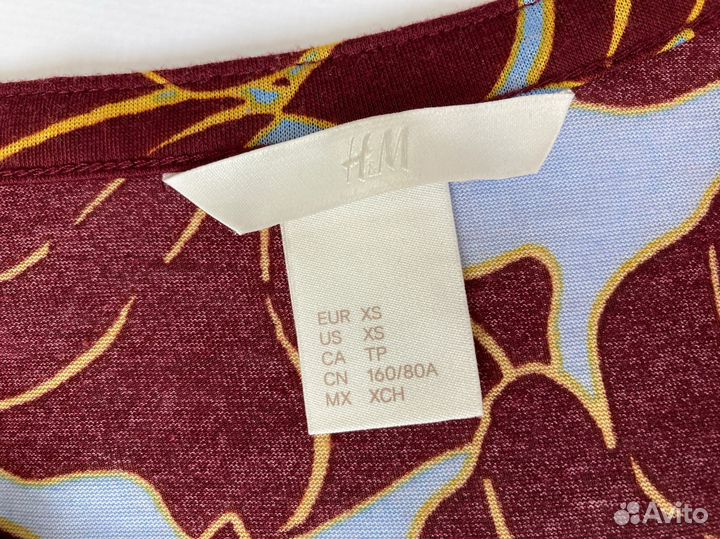 H&M
EUR XS
US XS
CA TP
CN 160/80A
MX XCH
Avito